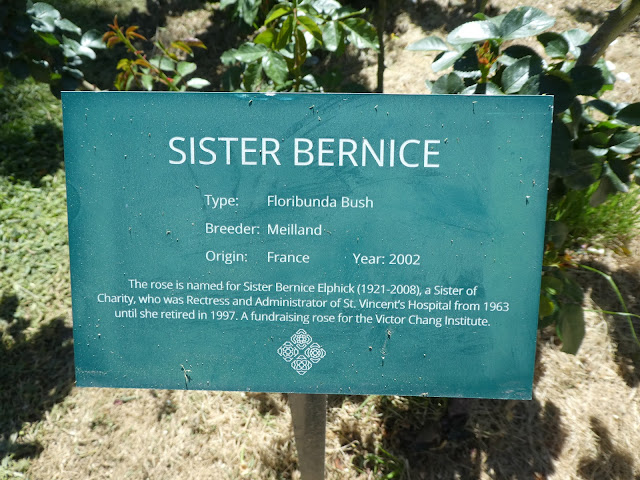 SISTER BERNICE
Type: Floribunda Bush
Breeder: Meilland
Origin: France Year: 2002
The rose is named for Sister Bernice Elphick (1921-2008), a Sister of
Charity, who was Rectress and Administrator of St. Vincent's Hospital from 1963
until she retired in 1997. A fundraising rose for the Victor Chang Institute.